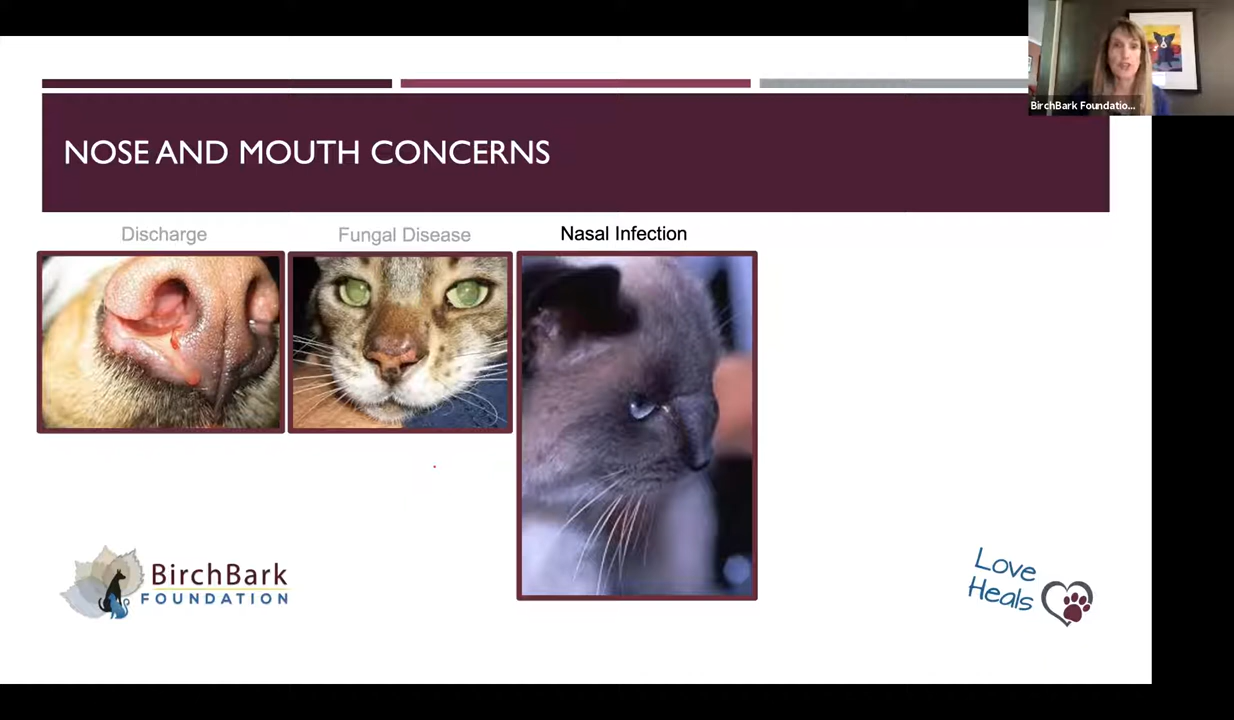 BirchBark Foundatio...
NOSE AND MOUTH CONCERNS
Discharge
Fungal Disease
Nasal Infection
BirchBark
FOUNDATION
Love
Heals